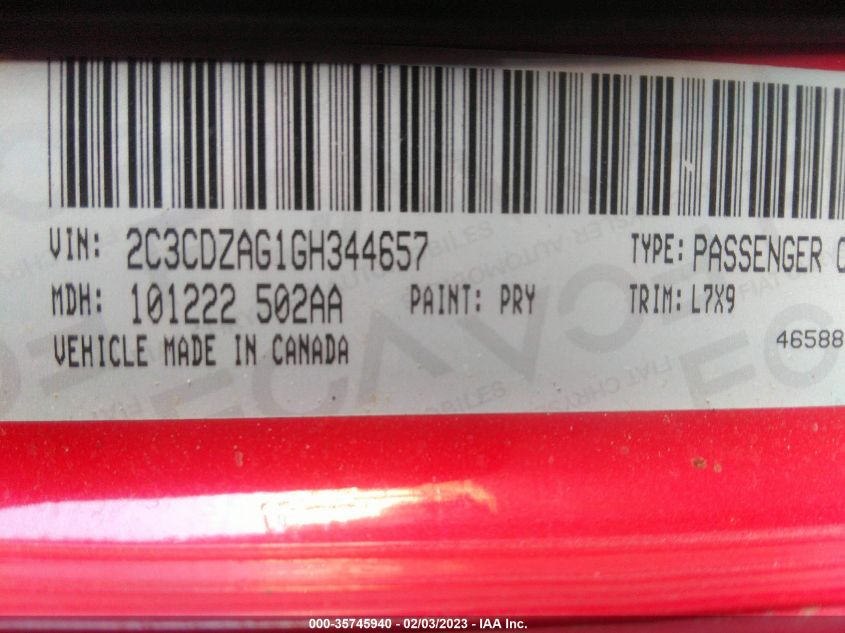 VIN: 2C3CDZAG1GH344657 TYPE: PASSENGER
MDH: 101222 502AA PAINT: PRY TRIM: L7X9
VEHICLE MADE IN CANADA 46588
000-35745940 - 02/03/2023 - IAA Inc.